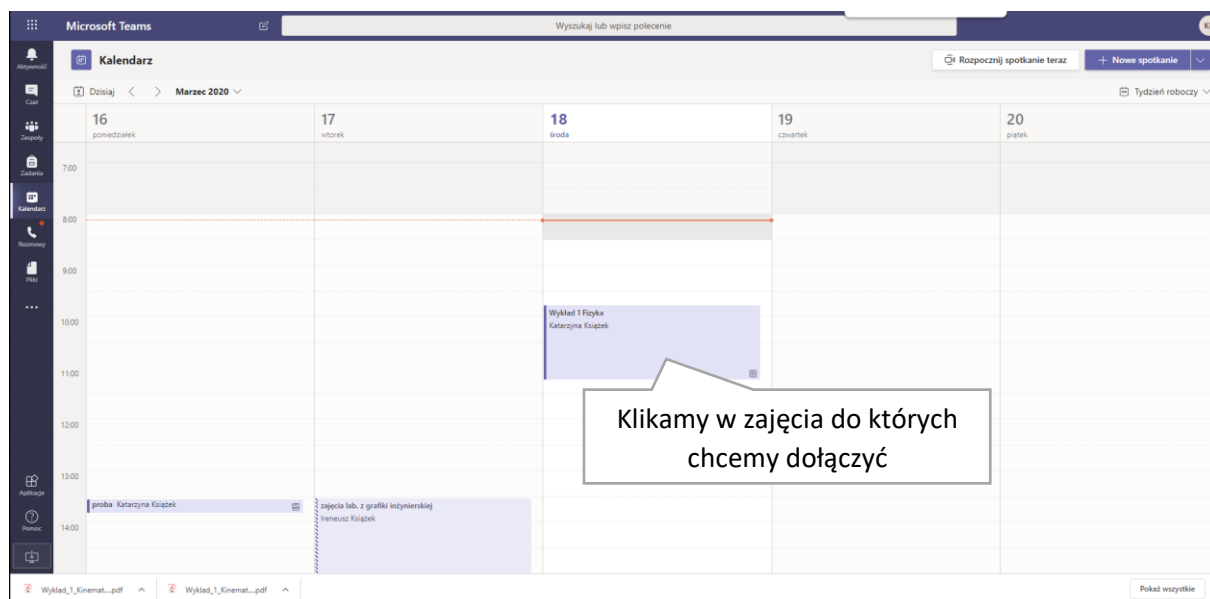 Microsoft Teams
Wyszukaj lub wpisz polecenie
Aktywność
Kalendarz
Rozpocznij spotkanie teraz
+ Nowe spotkanie
Czat
Dzisiaj
Marzec 2020
Tydzień roboczy
Zespoły
16
poniedziałek
17
wtorek
18
środa
19
czwartek
20
piątek
Zadania
7:00
Kalendarz
8:00
Rozmowy
9:00
Pliki
10:00
Wykład 1 Fizyka
Katarzyna Książek
11:00
Klikamy w zajęcia do których
chcemy dołączyć
12:00
13:00
Aplikacje
proba Katarzyna Książek
zajęcia lab. z grafiki inżynierskiej
Ireneusz Książek
Pomoc
14:00
Wyklad_1_Kinemat....pdf
Wyklad_1_Kinemat....pdf
Pokaż wszystkie